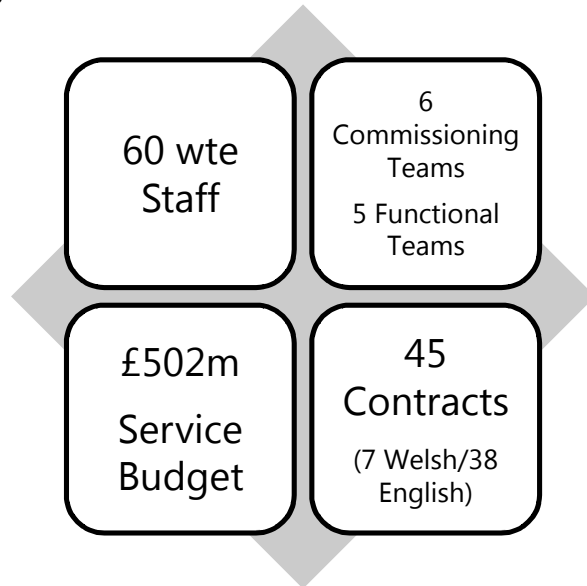 60 wte
Staff
6
Commissioning
Teams
5 Functional
Teams
£502m
Service
Budget
45
Contracts
(7 Welsh/38
English)